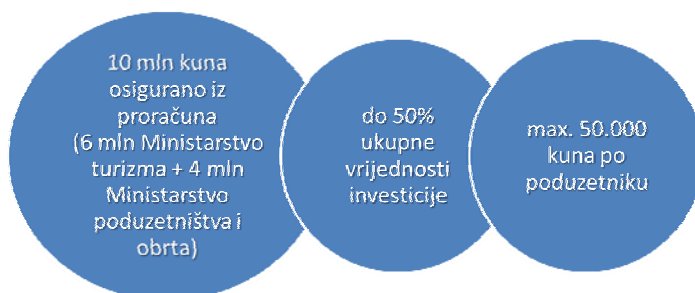 10 mln kuna
osigurano iz
proračuna
(6 mln Ministarstvo
turizma + 4 mln
Ministarstvo
poduzetništva i
obrta)
do 50%
ukupne
vrijednosti
investicije
max. 50.000
kuna po
poduzetniku